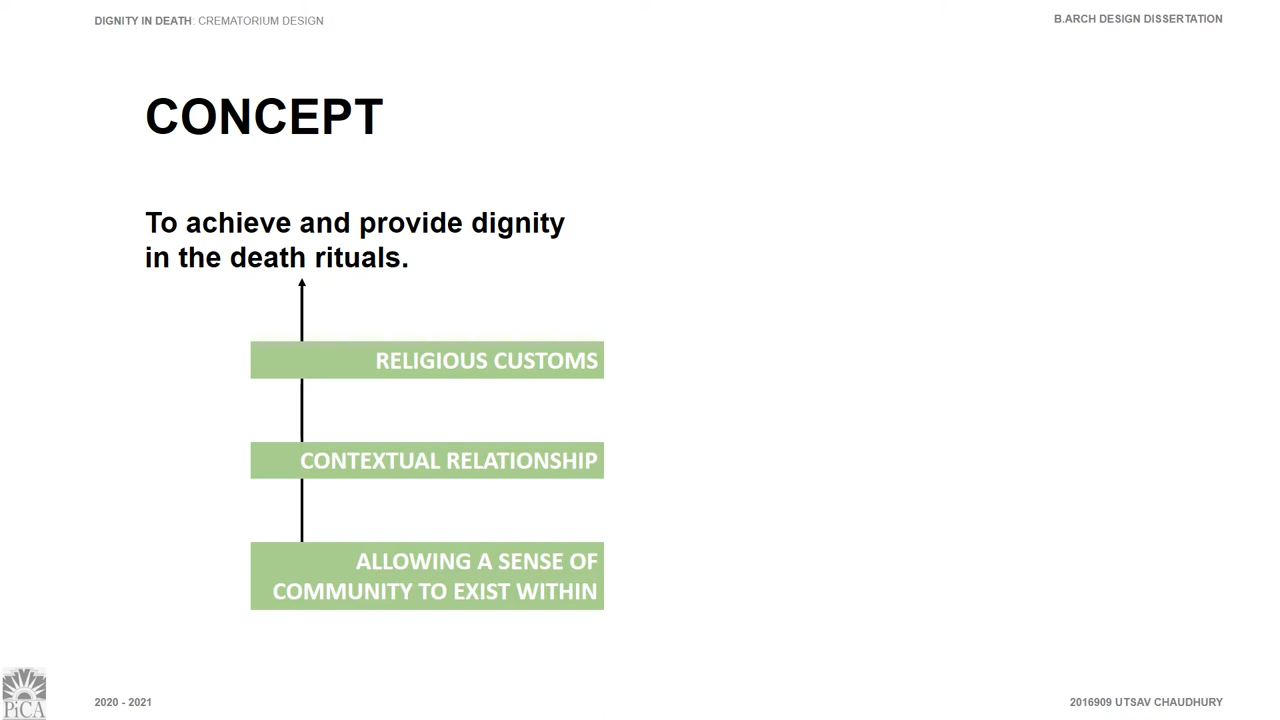 DIGNITY IN DEATH: CREMATORIUM DESIGN
B.ARCH DESIGN DISSERTATION
CONCEPT
To achieve and provide dignity
in the death rituals.
RELIGIOUS CUSTOMS
CONTEXTUAL RELATIONSHIP
ALLOWING A SENSE OF
COMMUNITY TO EXIST WITHIN
PiCA
2020 - 2021
2016909 UTSAV CHAUDHURY